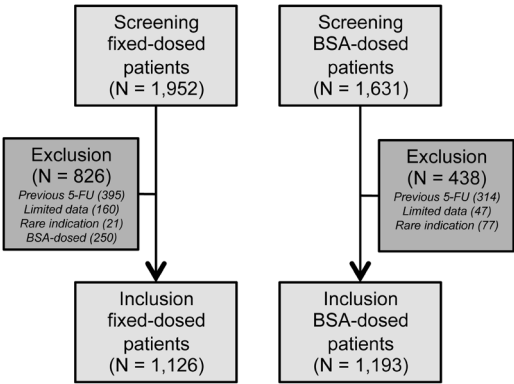 Screening
fixed-dosed
patients
(N = 1,952)
Screening
BSA-dosed
patients
(N = 1,631)
Exclusion
(N = 826)
Previous 5-FU (395)
Limited data (160)
Rare indication (21)
BSA-dosed (250)
Exclusion
(N = 438)
Previous 5-FU (314)
Limited data (47)
Rare indication (77)
Inclusion
fixed-dosed
patients
(N = 1,126)
Inclusion
BSA-dosed
patients
(N = 1,193)